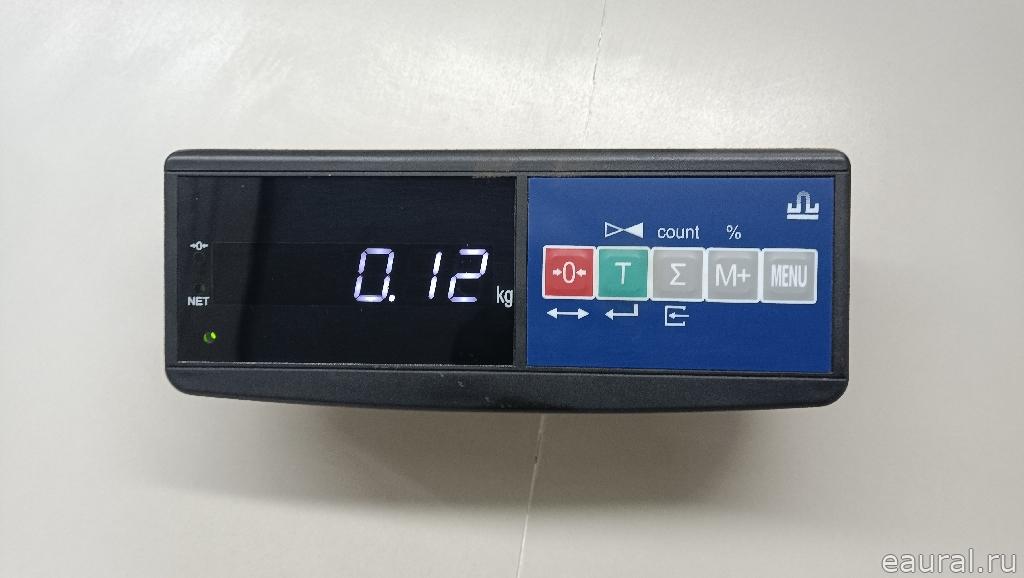 →0←
NET
0.12 kg
count %
→0← T Σ M+ MENU
eaural.ru